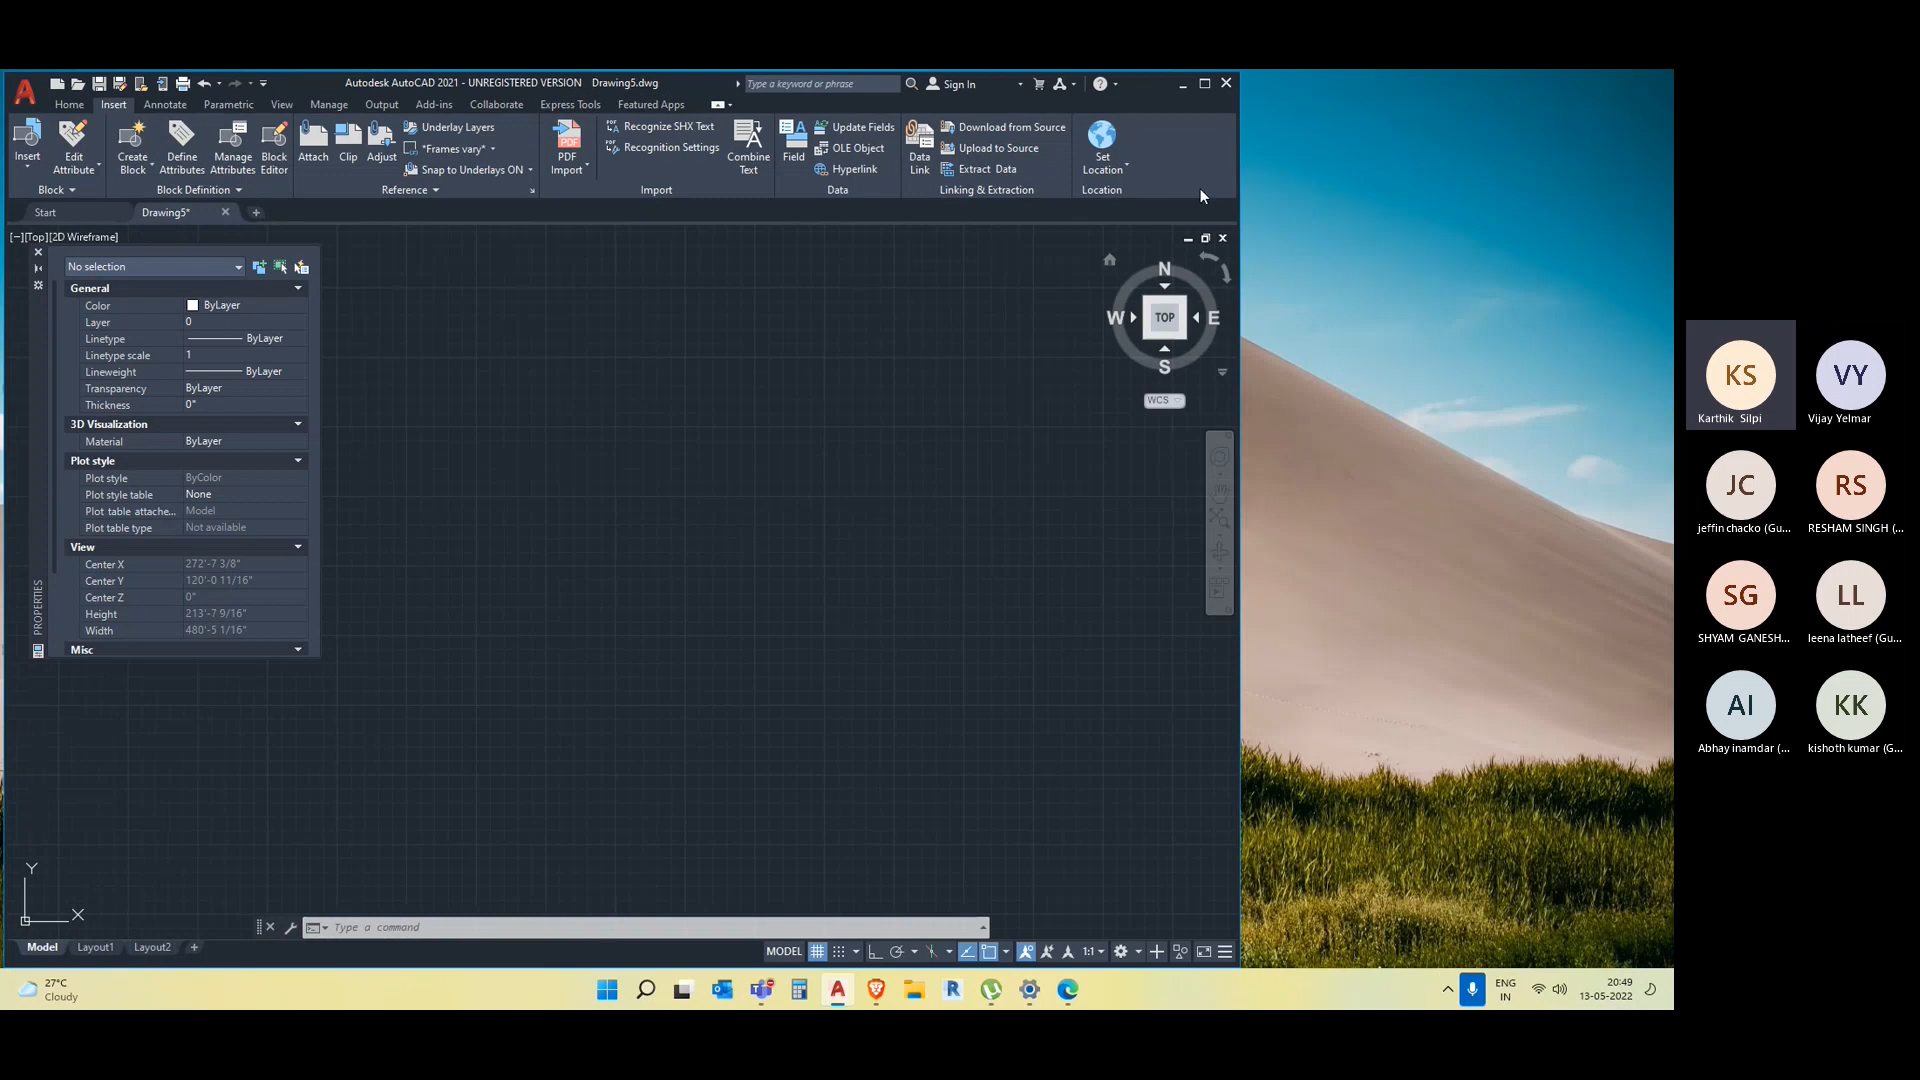 Autodesk AutoCAD 2021 - UNREGISTERED VERSION Drawing5.dwg
Type a keyword or phrase
Sign In
Home Insert Annotate Parametric View Manage Output Add-ins Collaborate Express Tools Featured Apps
Insert
Edit Attribute
Create Block
Define Attributes
Manage Attributes
Block Editor
Attach
Clip
Adjust
Underlay Layers
*Frames vary*
Snap to Underlays ON
PDF
PDF Import
Recognize SHX Text
Recognition Settings
Combine Text
Field
Update Fields
OLE Object
Hyperlink
Data Link
Download from Source
Upload to Source
Extract Data
Set Location
Block
Block Definition
Reference
Import
Data
Linking & Extraction
Location
Start
Drawing5*
[−][Top][2D Wireframe]
No selection
General
Color ByLayer
Layer 0
Linetype ByLayer
Linetype scale 1
Lineweight ByLayer
Transparency ByLayer
Thickness 0"
3D Visualization
Material ByLayer
Plot style
Plot style ByColor
Plot style table None
Plot table attache... Model
Plot table type Not available
View
Center X 272'-7 3/8"
Center Y 120'-0 11/16"
Center Z 0"
Height 213'-7 9/16"
Width 480'-5 1/16"
Misc
PROPERTIES
N
W TOP E
S
WCS
Y
X
Type a command
Model Layout1 Layout2
MODEL
1:1
27°C
Cloudy
ENG
IN
20:49
13-05-2022
KS
Karthik Silpi
VY
Vijay Yelmar
JC
jeffin chacko (Gu...
RS
RESHAM SINGH (...
SG
SHYAM GANESH...
LL
leena latheef (Gu...
AI
Abhay inamdar (...
KK
kishoth kumar (G...